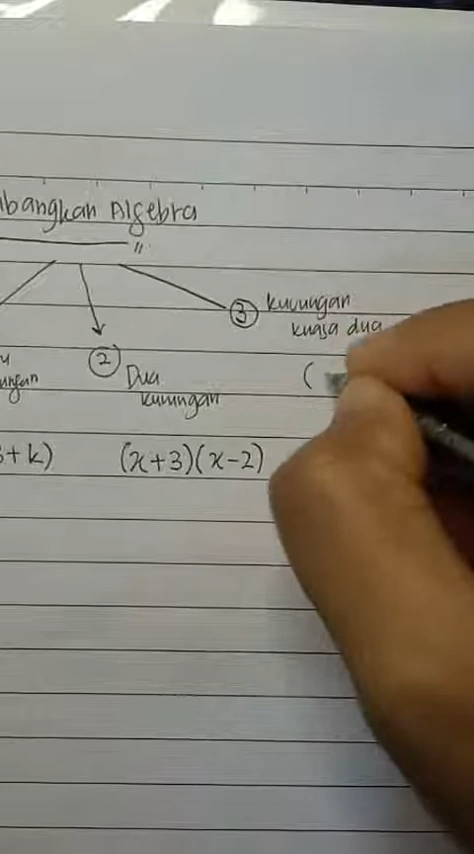 bangkan Algebra
③ kurungan
kuasa dua
② Dua
kurungan
+ k) (x+3)(x-2)
(